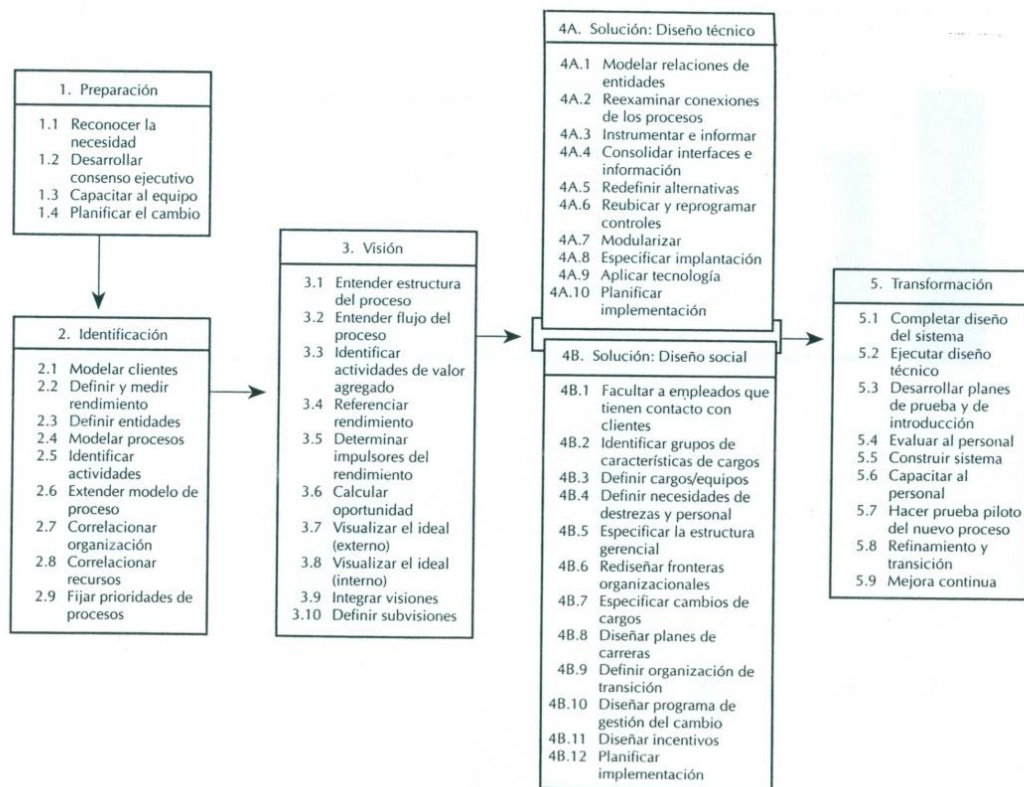 1. Preparación
1.1 Reconocer la
necesidad
1.2 Desarrollar
consenso ejecutivo
1.3 Capacitar al equipo
1.4 Planificar el cambio
2. Identificación
2.1 Modelar clientes
2.2 Definir y medir
rendimiento
2.3 Definir entidades
2.4 Modelar procesos
2.5 Identificar
actividades
2.6 Extender modelo de
proceso
2.7 Correlacionar
organización
2.8 Correlacionar
recursos
2.9 Fijar prioridades de
procesos
3. Visión
3.1 Entender estructura
del proceso
3.2 Entender flujo del
proceso
3.3 Identificar
actividades de valor
agregado
3.4 Referenciar
rendimiento
3.5 Determinar
impulsores del
rendimiento
3.6 Calcular
oportunidad
3.7 Visualizar el ideal
(externo)
3.8 Visualizar el ideal
(interno)
3.9 Integrar visiones
3.10 Definir subvisiones
4A. Solución: Diseño técnico
4A.1 Modelar relaciones de
entidades
4A.2 Reexaminar conexiones
de los procesos
4A.3 Instrumentar e informar
4A.4 Consolidar interfaces e
información
4A.5 Redefinir alternativas
4A.6 Reubicar y reprogramar
controles
4A.7 Modularizar
4A.8 Especificar implantación
4A.9 Aplicar tecnología
4A.10 Planificar
implementación
4B. Solución: Diseño social
4B.1 Facultar a empleados que
tienen contacto con
clientes
4B.2 Identificar grupos de
características de cargos
4B.3 Definir cargos/equipos
4B.4 Definir necesidades de
destrezas y personal
4B.5 Especificar la estructura
gerencial
4B.6 Rediseñar fronteras
organizacionales
4B.7 Especificar cambios de
cargos
4B.8 Diseñar planes de
carreras
4B.9 Definir organización de
transición
4B.10 Diseñar programa de
gestión del cambio
4B.11 Diseñar incentivos
4B.12 Planificar
implementación
5. Transformación
5.1 Completar diseño
del sistema
5.2 Ejecutar diseño
técnico
5.3 Desarrollar planes
de prueba y de
introducción
5.4 Evaluar al personal
5.5 Construir sistema
5.6 Capacitar al
personal
5.7 Hacer prueba piloto
del nuevo proceso
5.8 Refinamiento y
transición
5.9 Mejora continua